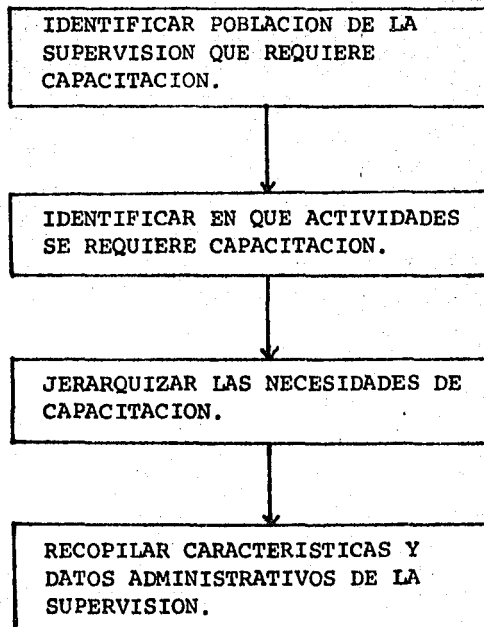 IDENTIFICAR POBLACION DE LA
SUPERVISION QUE REQUIERE
CAPACITACION.
IDENTIFICAR EN QUE ACTIVIDADES
SE REQUIERE CAPACITACION.
JERARQUIZAR LAS NECESIDADES DE
CAPACITACION.
RECOPILAR CARACTERISTICAS Y
DATOS ADMINISTRATIVOS DE LA
SUPERVISION.